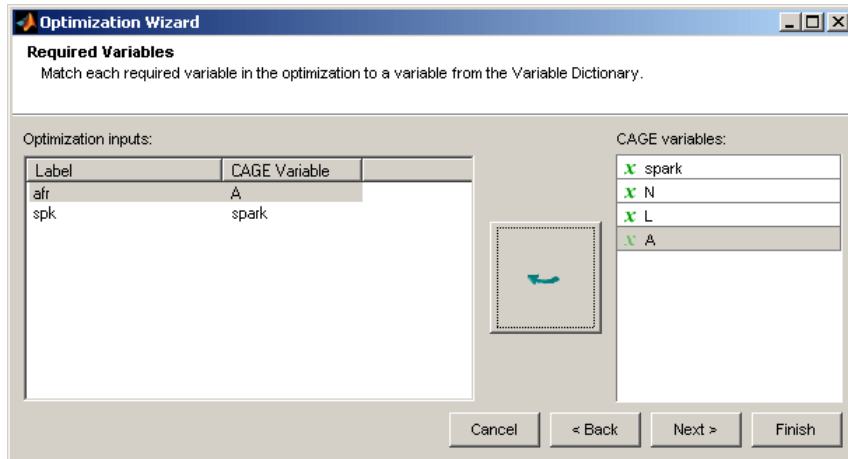 Optimization Wizard
Required Variables
Match each required variable in the optimization to a variable from the Variable Dictionary.
Optimization inputs:
Label CAGE Variable
afr A
spk spark
CAGE variables:
x spark
x N
x L
x A
Cancel < Back Next > Finish